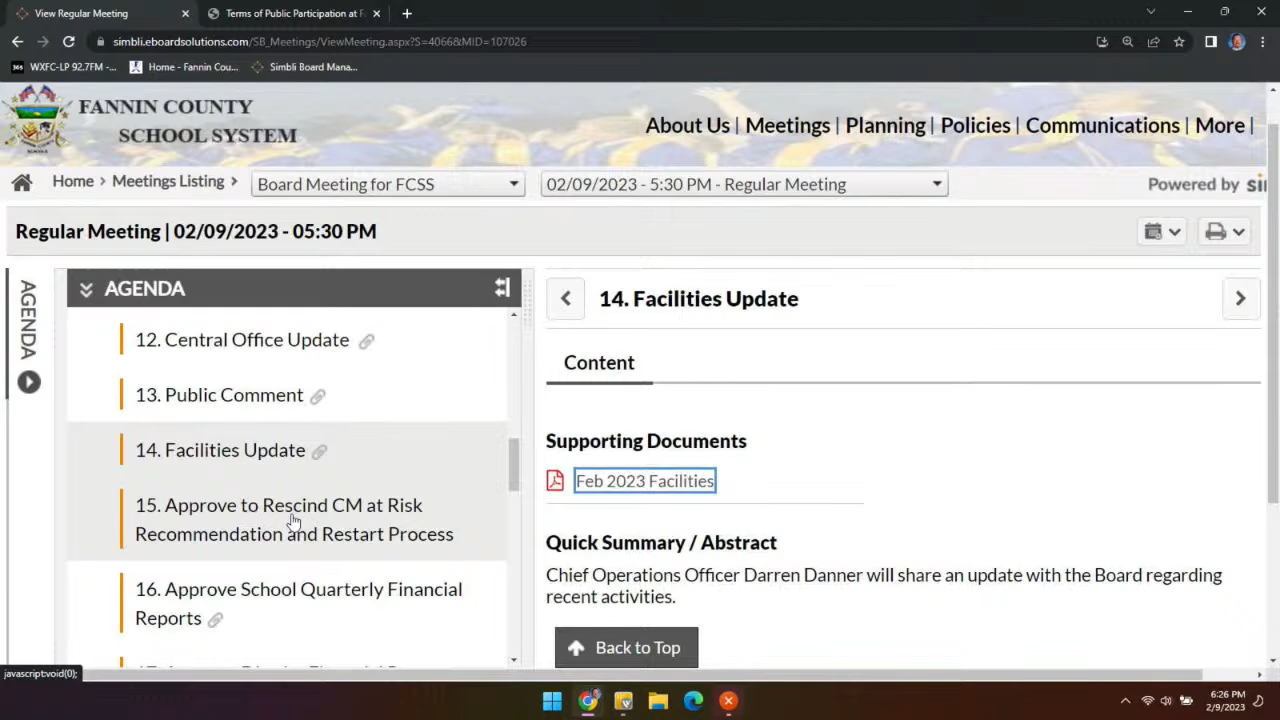 View Regular Meeting
Terms of Public Participation at F
simbli.eboardsolutions.com/SB_Meetings/ViewMeeting.aspx?S=4066&MID=107026
365 WXFC-LP 92.7FM -... Home - Fannin Cou... Simbli Board Mana...
FANNIN COUNTY
SCHOOL SYSTEM
About Us | Meetings | Planning | Policies | Communications | More |
Home > Meetings Listing > Board Meeting for FCSS 02/09/2023 - 5:30 PM - Regular Meeting Powered by si
Regular Meeting | 02/09/2023 - 05:30 PM
AGENDA
AGENDA
12. Central Office Update
13. Public Comment
14. Facilities Update
15. Approve to Rescind CM at Risk
Recommendation and Restart Process
16. Approve School Quarterly Financial
Reports
14. Facilities Update
Content
Supporting Documents
Feb 2023 Facilities
Quick Summary / Abstract
Chief Operations Officer Darren Danner will share an update with the Board regarding
recent activities.
Back to Top
javascript:void(0);
6:26 PM
2/9/2023